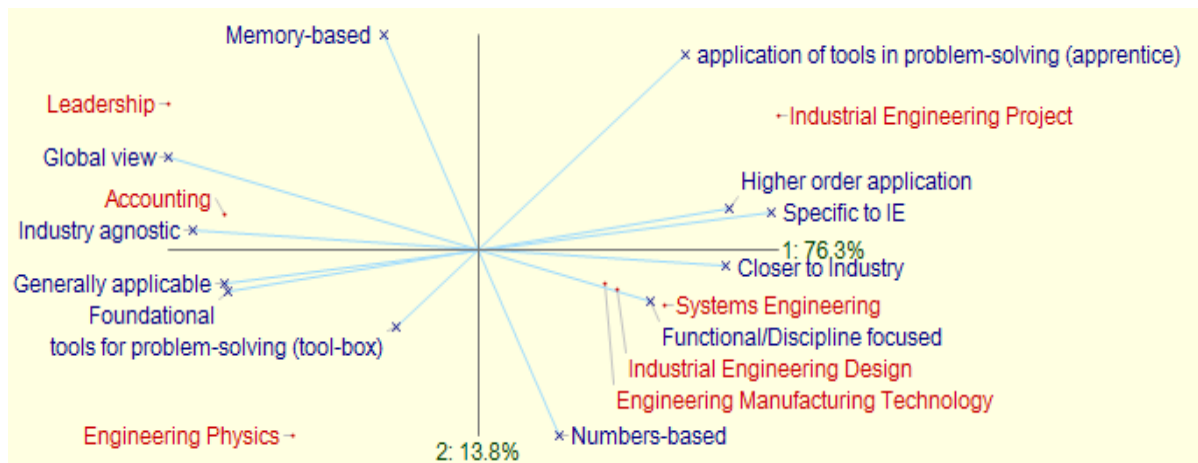 Memory-based
application of tools in problem-solving (apprentice)
Leadership
Industrial Engineering Project
Global view
Higher order application
Accounting
Specific to IE
Industry agnostic
1: 76.3%
Closer to Industry
Generally applicable
Systems Engineering
Foundational
Functional/Discipline focused
tools for problem-solving (tool-box)
Industrial Engineering Design
Engineering Manufacturing Technology
Engineering Physics
Numbers-based
2: 13.8%